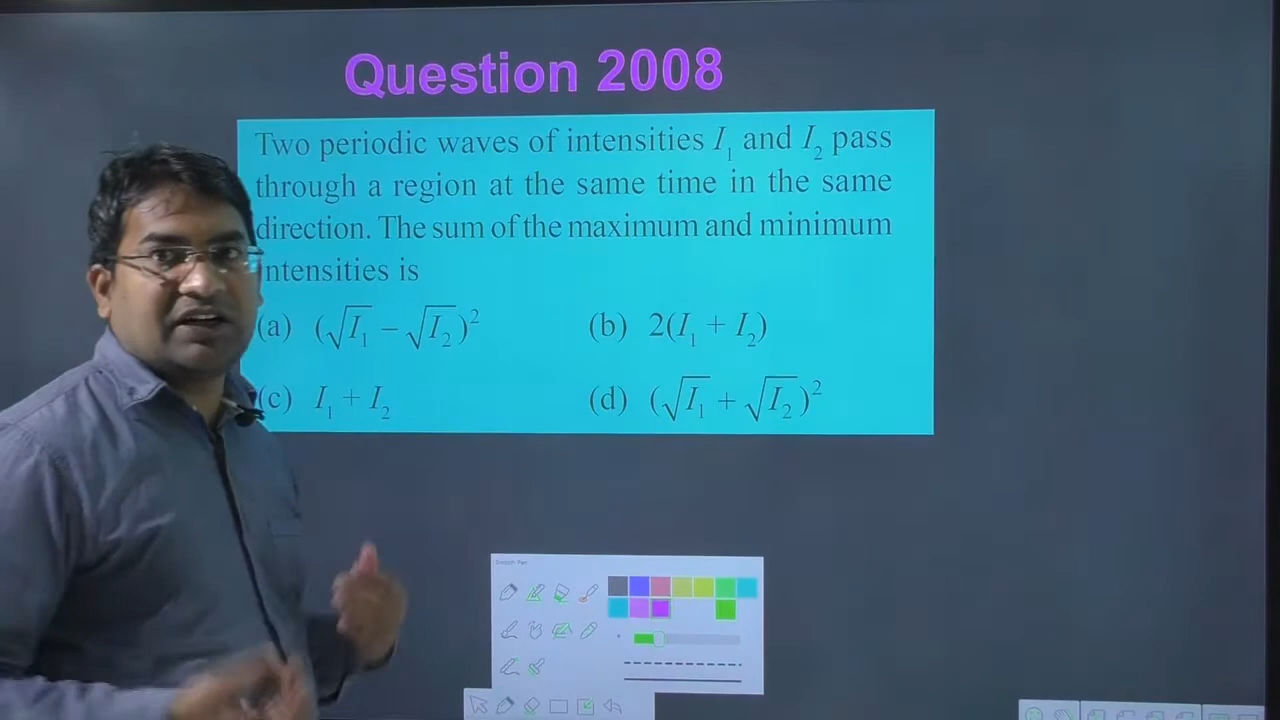 Question 2008
Two periodic waves of intensities I₁ and I₂ pass
through a region at the same time in the same
direction. The sum of the maximum and minimum
intensities is
(a) (√I₁ − √I₂)² (b) 2(I₁ + I₂)
(c) I₁ + I₂ (d) (√I₁ + √I₂)²
Smooth Pen